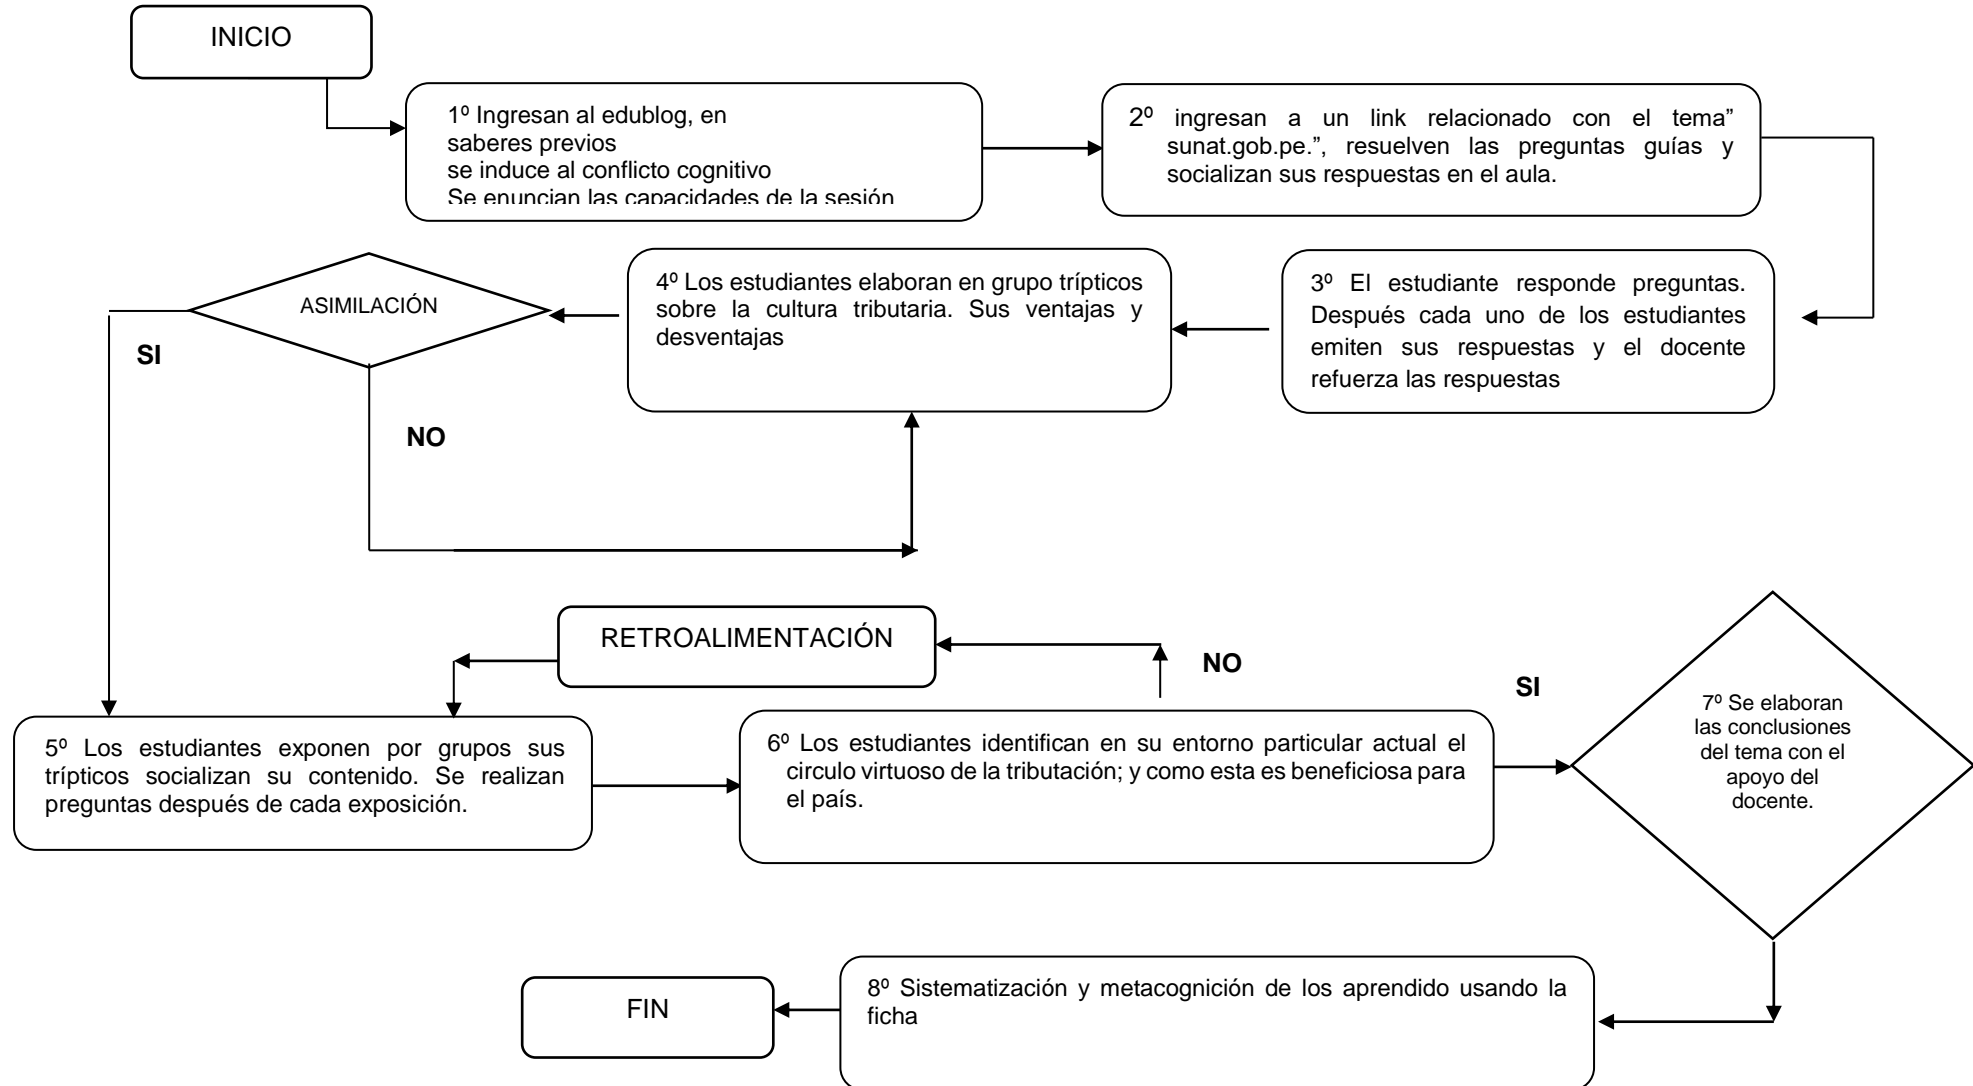 INICIO
1º Ingresan al edublog, en
saberes previos
se induce al conflicto cognitivo
Se enuncian las capacidades de la sesión
2º ingresan a un link relacionado con el tema”
sunat.gob.pe.”, resuelven las preguntas guías y
socializan sus respuestas en el aula.
3º El estudiante responde preguntas.
Después cada uno de los estudiantes
emiten sus respuestas y el docente
refuerza las respuestas
4º Los estudiantes elaboran en grupo trípticos
sobre la cultura tributaria. Sus ventajas y
desventajas
ASIMILACIÓN
SI
NO
RETROALIMENTACIÓN
NO
SI
5º Los estudiantes exponen por grupos sus
trípticos socializan su contenido. Se realizan
preguntas después de cada exposición.
6º Los estudiantes identifican en su entorno particular actual el
circulo virtuoso de la tributación; y como esta es beneficiosa para
el país.
7º Se elaboran
las conclusiones
del tema con el
apoyo del
docente.
8º Sistematización y metacognición de los aprendido usando la
ficha
FIN